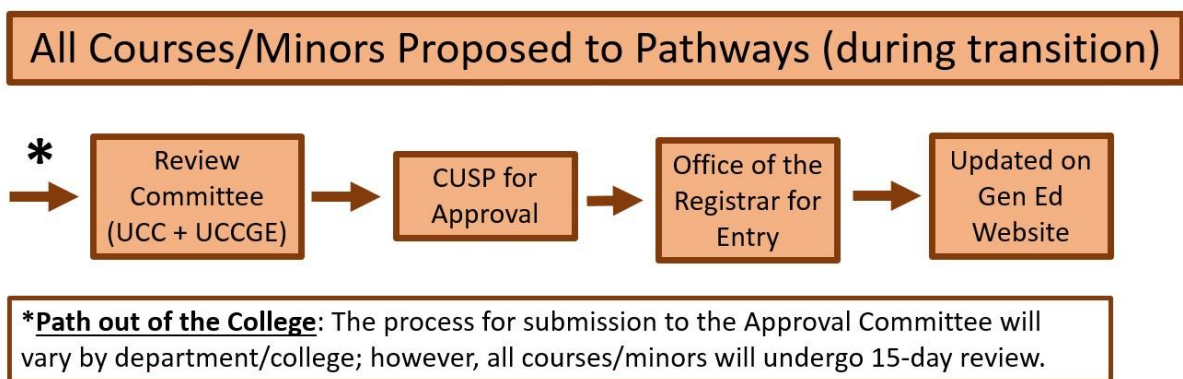 All Courses/Minors Proposed to Pathways (during transition)
*
Review
Committee
(UCC + UCCGE)
CUSP for
Approval
Office of the
Registrar for
Entry
Updated on
Gen Ed
Website
*Path out of the College: The process for submission to the Approval Committee will
vary by department/college; however, all courses/minors will undergo 15-day review.